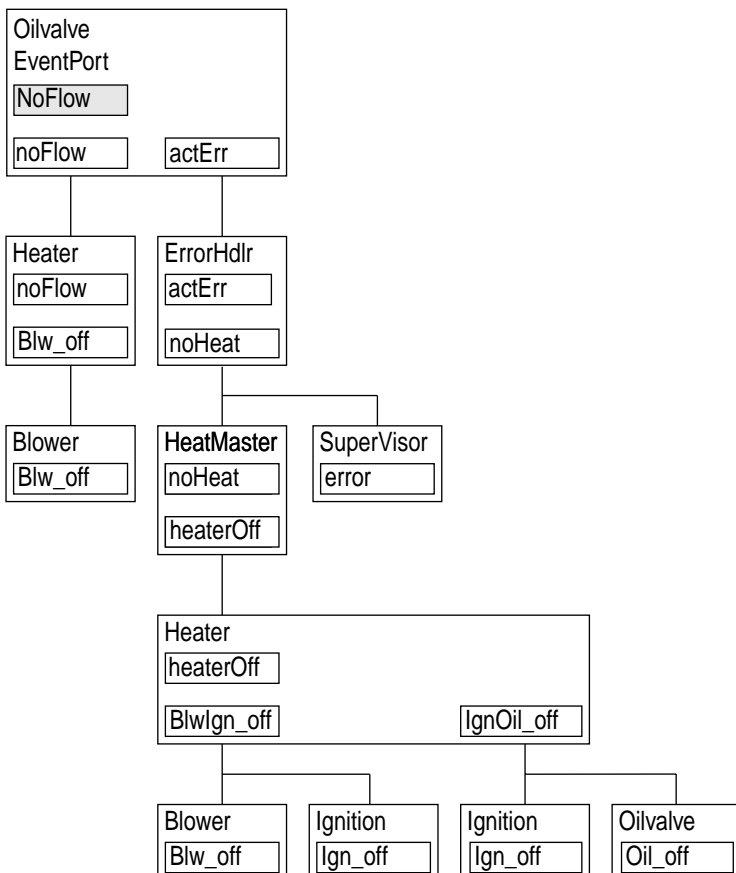 Oilvalve
EventPort
NoFlow
noFlow actErr
Heater ErrorHdlr
noFlow actErr
Blw_off noHeat
Blower HeatMaster SuperVisor
Blw_off noHeat error
heaterOff
Heater
heaterOff
BlwIgn_off IgnOil_off
Blower Ignition Ignition Oilvalve
Blw_off Ign_off Ign_off Oil_off